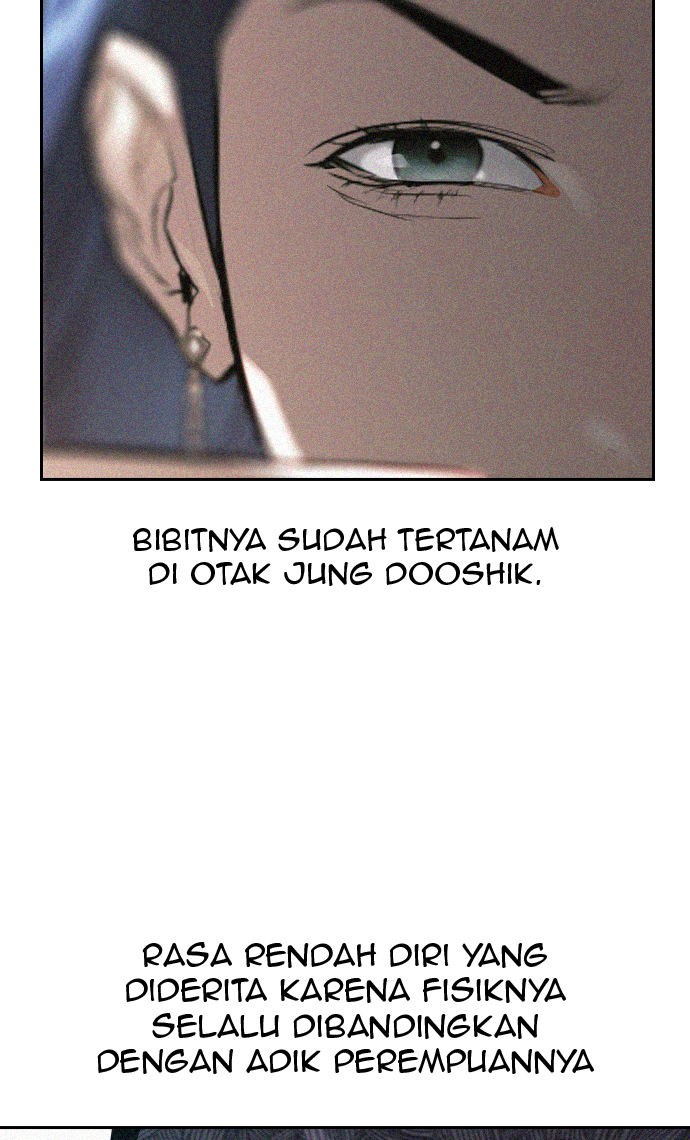 BIBITNYA SUDAH TERTANAM
DI OTAK JUNG DOOSHIK.
RASA RENDAH DIRI YANG
DIDERITA KARENA FISIKNYA
SELALU DIBANDINGKAN
DENGAN ADIK PEREMPUANNYA